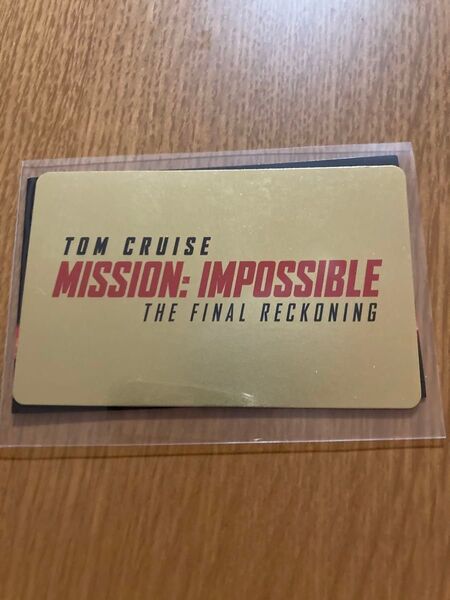 TOM CRUISE
MISSION: IMPOSSIBLE
THE FINAL RECKONING